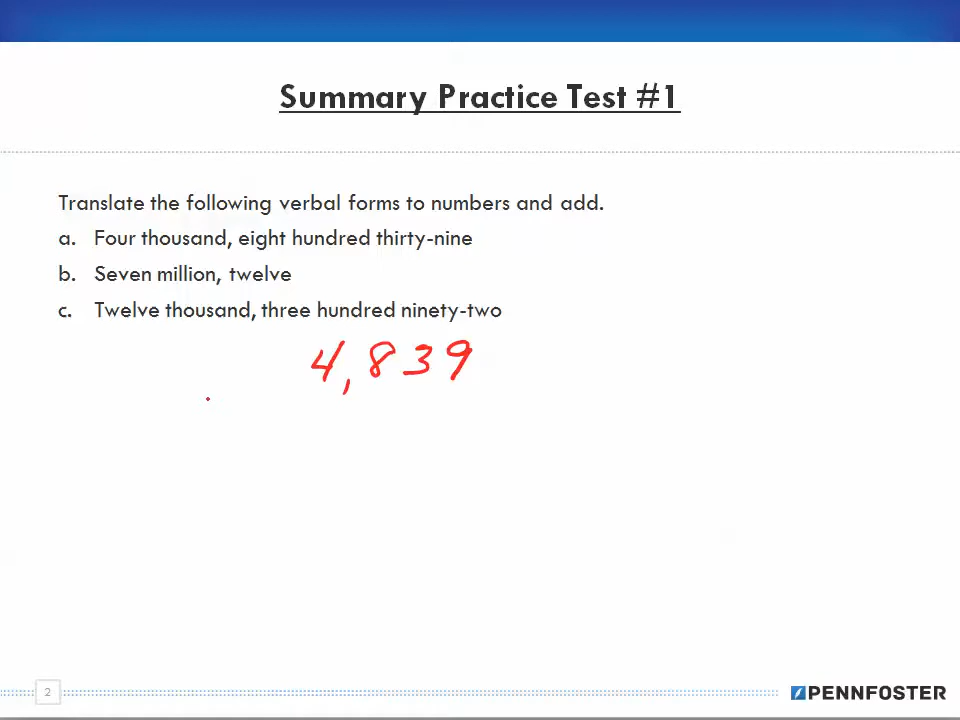 Summary Practice Test #1
Translate the following verbal forms to numbers and add.
a. Four thousand, eight hundred thirty-nine
b. Seven million, twelve
c. Twelve thousand, three hundred ninety-two
4,839
2
PENNFOSTER